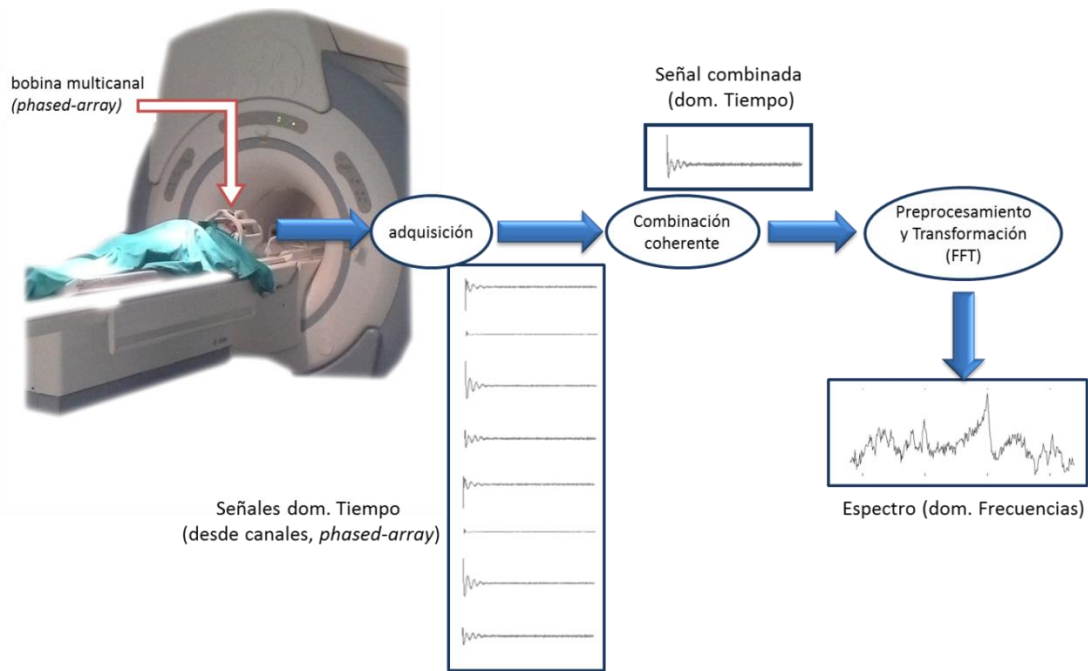 bobina multicanal
(phased-array)
Señal combinada
(dom. Tiempo)
adquisición
Combinación
coherente
Preprocesamiento
y Transformación
(FFT)
Señales dom. Tiempo
(desde canales, phased-array)
Espectro (dom. Frecuencias)